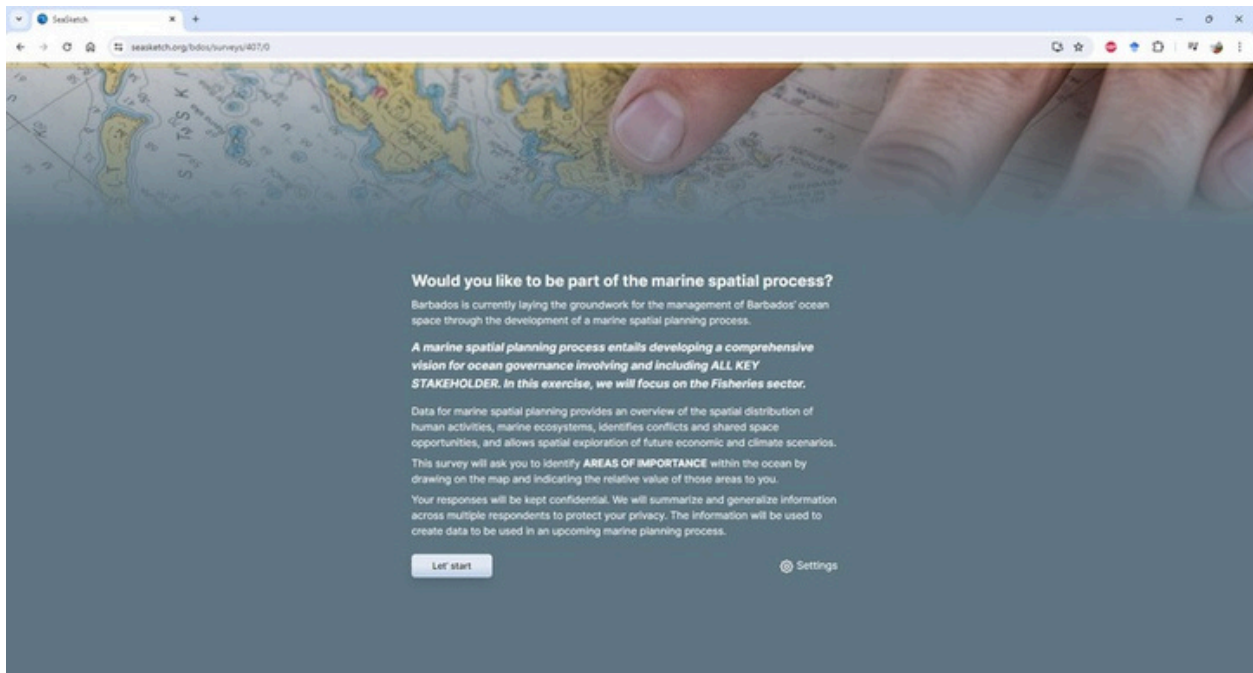 SeaSketch
seasketch.org/bdos/surveys/407/0
Would you like to be part of the marine spatial process?
Barbados is currently laying the groundwork for the management of Barbados' ocean
space through the development of a marine spatial planning process.
A marine spatial planning process entails developing a comprehensive
vision for ocean governance involving and including ALL KEY
STAKEHOLDER. In this exercise, we will focus on the Fisheries sector.
Data for marine spatial planning provides an overview of the spatial distribution of
human activities, marine ecosystems, identifies conflicts and shared space
opportunities, and allows spatial exploration of future economic and climate scenarios.
This survey will ask you to identify AREAS OF IMPORTANCE within the ocean by
drawing on the map and indicating the relative value of those areas to you.
Your responses will be kept confidential. We will summarize and generalize information
across multiple respondents to protect your privacy. The information will be used to
create data to be used in an upcoming marine planning process.
Let' start
Settings